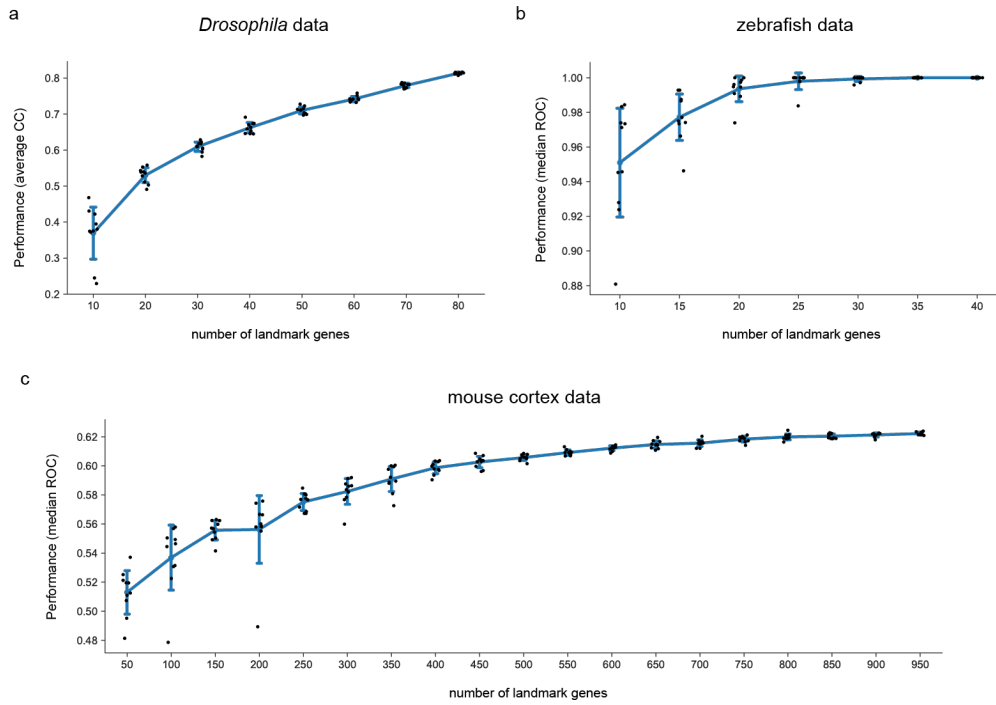 a
Drosophila data
Performance (average CC)
0.8
0.7
0.6
0.5
0.4
0.3
0.2
10 20 30 40 50 60 70 80
number of landmark genes
b
zebrafish data
Performance (median ROC)
1.00
0.98
0.96
0.94
0.92
0.90
0.88
10 15 20 25 30 35 40
number of landmark genes
c
mouse cortex data
Performance (median ROC)
0.62
0.60
0.58
0.56
0.54
0.52
0.50
0.48
50 100 150 200 250 300 350 400 450 500 550 600 650 700 750 800 850 900 950
number of landmark genes